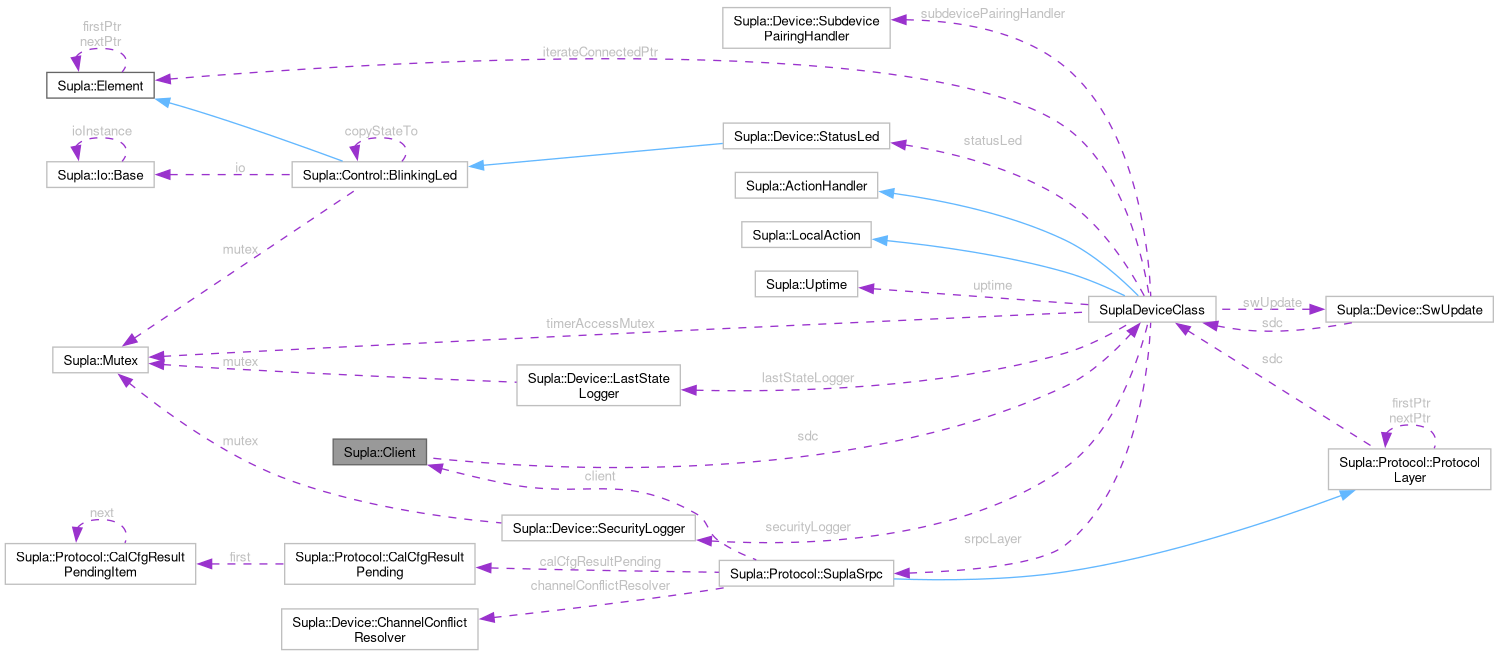 Supla::Device::Subdevice
PairingHandler
subdevicePairingHandler
firstPtr
nextPtr
iterateConnectedPtr
Supla::Element
ioInstance
copyStateTo
Supla::Device::StatusLed
statusLed
Supla::Io::Base
io
Supla::Control::BlinkingLed
Supla::ActionHandler
Supla::LocalAction
mutex
Supla::Uptime
uptime
SuplaDeviceClass
swUpdate
Supla::Device::SwUpdate
sdc
timerAccessMutex
Supla::Mutex
mutex
Supla::Device::LastState
Logger
lastStateLogger
sdc
firstPtr
nextPtr
mutex
Supla::Client
sdc
Supla::Protocol::Protocol
Layer
client
next
Supla::Device::SecurityLogger
securityLogger
srpcLayer
Supla::Protocol::CalCfgResult
PendingItem
first
Supla::Protocol::CalCfgResult
Pending
calCfgResultPending
Supla::Protocol::SuplaSrpc
channelConflictResolver
Supla::Device::ChannelConflict
Resolver